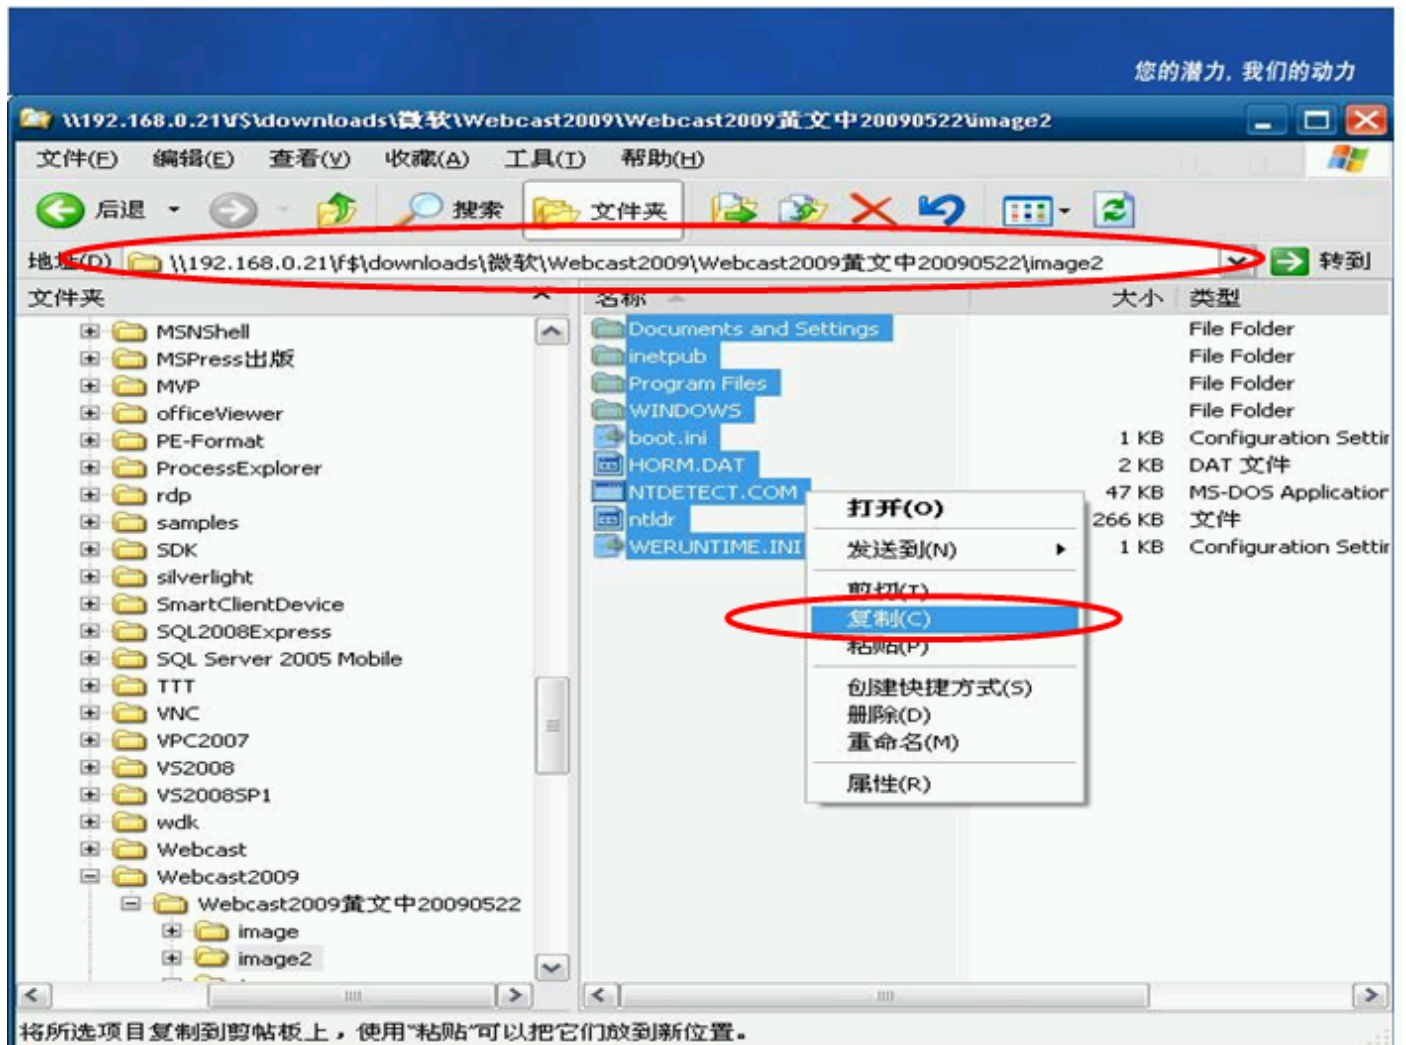 您的潜力, 我们的动力
\\192.168.0.21\f$\downloads\微软\Webcast2009\Webcast2009黄文中20090522\image2
文件(F) 编辑(E) 查看(V) 收藏(A) 工具(T) 帮助(H)
后退 搜索 文件夹
地址(D) \\192.168.0.21\f$\downloads\微软\Webcast2009\Webcast2009黄文中20090522\image2 转到
文件夹
名称 大小 类型
MSNShell
MSPress出版
MVP
officeViewer
PE-Format
ProcessExplorer
rdp
samples
SDK
silverlight
SmartClientDevice
SQL2008Express
SQL Server 2005 Mobile
TTT
VNC
VPC2007
VS2008
VS2008SP1
wdk
Webcast
Webcast2009
Webcast2009黄文中20090522
image
image2
Documents and Settings File Folder
inetpub File Folder
Program Files File Folder
WINDOWS File Folder
boot.ini 1 KB Configuration Settin
HORM.DAT 2 KB DAT 文件
NTDETECT.COM 47 KB MS-DOS Application
ntldr 266 KB 文件
WERUNTIME.INI 1 KB Configuration Settin
打开(O)
发送到(N)
剪切(T)
复制(C)
粘贴(P)
创建快捷方式(S)
删除(D)
重命名(M)
属性(R)
将所选项目复制到剪帖板上，使用“粘贴”可以把它们放到新位置。